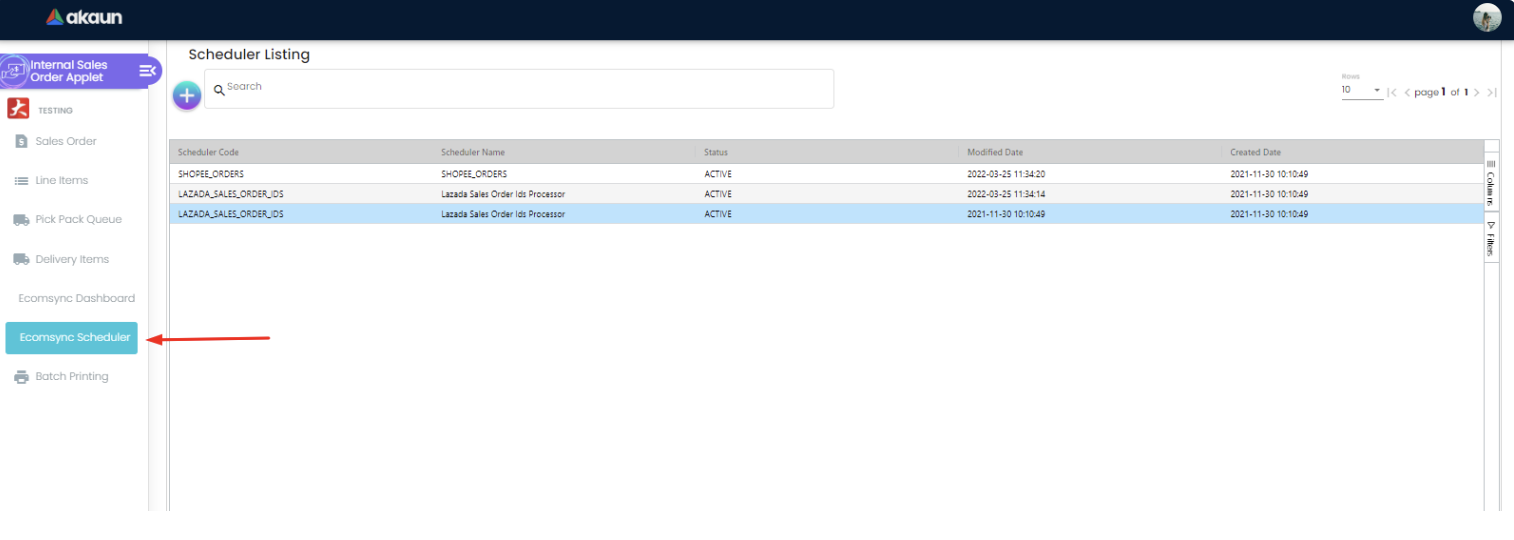 akaun
Internal Sales
Order Applet
TESTING
Sales Order
Line Items
Pick Pack Queue
Delivery Items
Ecomsync Dashboard
Ecomsync Scheduler
Batch Printing
Scheduler Listing
Search
Rows
10
page 1 of 1
Scheduler Code Scheduler Name Status Modified Date Created Date
SHOPEE_ORDERS SHOPEE_ORDERS ACTIVE 2022-03-25 11:34:20 2021-11-30 10:10:49
LAZADA_SALES_ORDER_IDS Lazada Sales Order Ids Processor ACTIVE 2022-03-25 11:34:14 2021-11-30 10:10:49
LAZADA_SALES_ORDER_IDS Lazada Sales Order Ids Processor ACTIVE 2021-11-30 10:10:49 2021-11-30 10:10:49
Columns
Filters